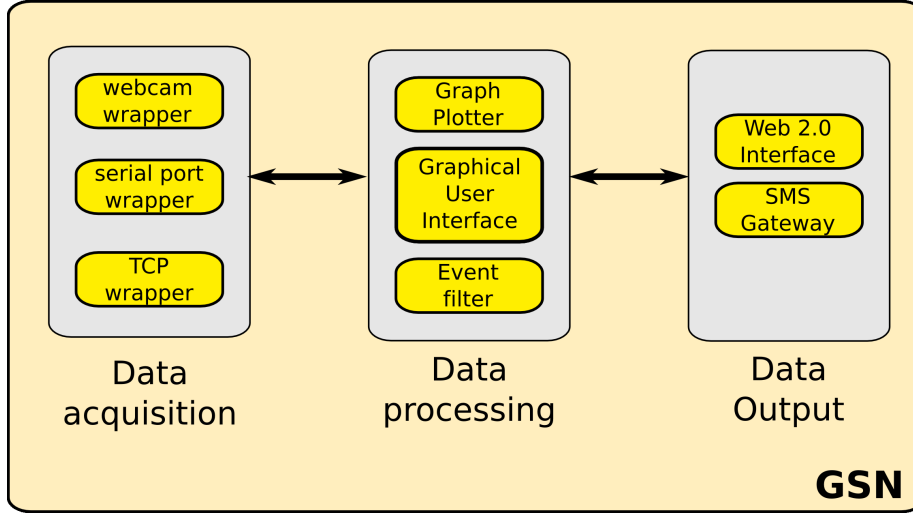 webcam
wrapper
serial port
wrapper
TCP
wrapper
Data
acquisition
Graph
Plotter
Graphical
User
Interface
Event
filter
Data
processing
Web 2.0
Interface
SMS
Gateway
Data
Output
GSN